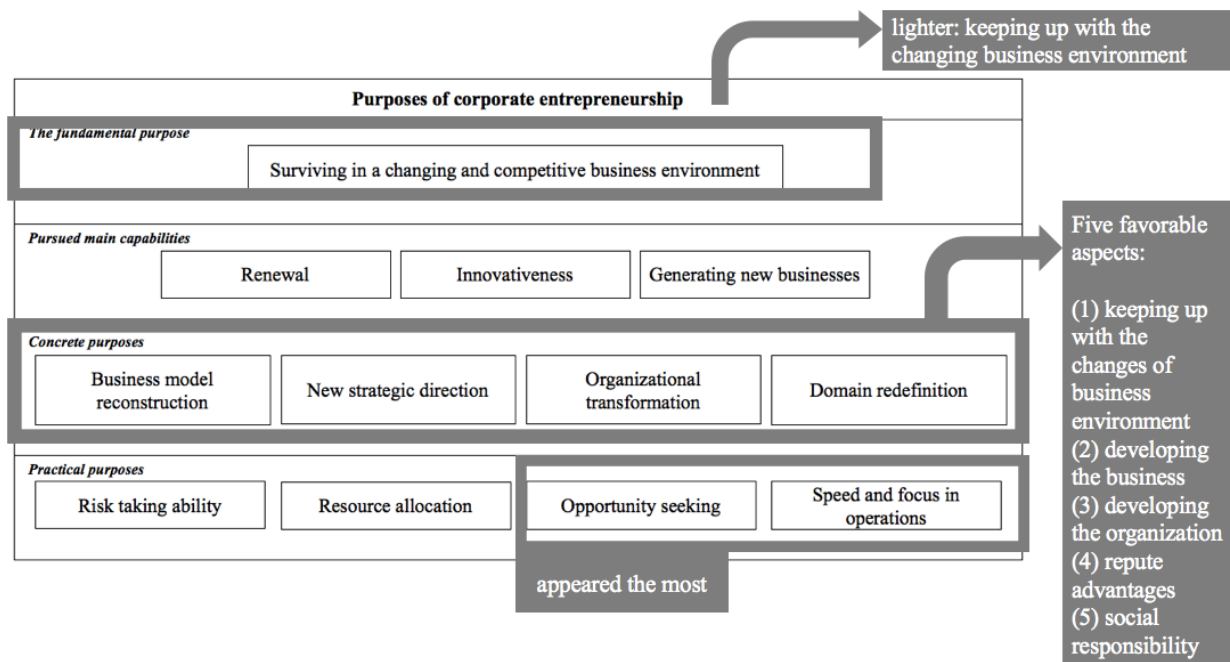 lighter: keeping up with the
changing business environment
Purposes of corporate entrepreneurship
The fundamental purpose
Surviving in a changing and competitive business environment
Pursued main capabilities
Renewal
Innovativeness
Generating new businesses
Concrete purposes
Business model
reconstruction
New strategic direction
Organizational
transformation
Domain redefinition
Practical purposes
Risk taking ability
Resource allocation
Opportunity seeking
Speed and focus in
operations
appeared the most
Five favorable
aspects:
(1) keeping up
with the
changes of
business
environment
(2) developing
the business
(3) developing
the organization
(4) repute
advantages
(5) social
responsibility